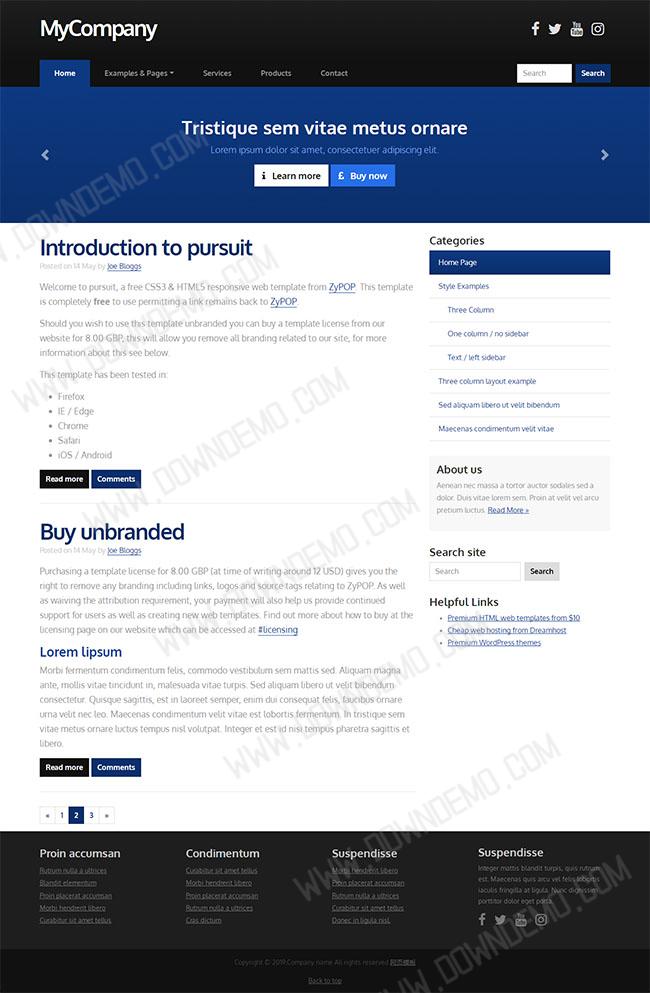 MyCompany
Home Examples & Pages Services Products Contact Search Search
Tristique sem vitae metus ornare
Lorem ipsum dolor sit amet, consectetuer adipiscing elit.
Learn more £ Buy now
Introduction to pursuit
Posted on 14 May by Joe Bloggs
Welcome to pursuit, a free CSS3 & HTML5 responsive web template from ZyPOP. This template
is completely free to use permitting a link remains back to ZyPOP.
Should you wish to use this template unbranded you can buy a template license from our
website for 8.00 GBP, this will allow you remove all branding related to our site, for more
information about this see below.
This template has been tested in:
• Firefox
• IE / Edge
• Chrome
• Safari
• iOS / Android
Read more Comments
Buy unbranded
Posted on 14 May by Joe Bloggs
Purchasing a template license for 8.00 GBP (at time of writing around 12 USD) gives you the
right to remove any branding including links, logos and source tags relating to ZyPOP. As well
as waiving the attribution requirement, your payment will also help us provide continued
support for users as well as creating new web templates. Find out more about how to buy at the
licensing page on our website which can be accessed at #licensing
Lorem lipsum
Morbi fermentum condimentum felis, commodo vestibulum sem mattis sed. Aliquam magna
ante, mollis vitae tincidunt in, malesuada vitae turpis. Sed aliquam libero ut velit bibendum
consectetur. Quisque sagittis, est in laoreet semper, enim dui consequat felis, faucibus ornare
urna velit nec leo. Maecenas condimentum velit vitae est lobortis fermentum. In tristique sem
vitae metus ornare luctus tempus nisl volutpat. Integer et est id nisi tempus pharetra sagittis et
libero.
Read more Comments
« 1 2 3 »
Categories
Home Page
Style Examples
Three Column
One column / no sidebar
Text / left sidebar
Three column layout example
Sed aliquam libero ut velit bibendum
Maecenas condimentum velit vitae
About us
Aenean nec massa a tortor auctor sodales sed a
dolor. Duis vitae lorem sem. Proin at velit vel arcu
pretium luctus. Read More »
Search site
Search Search
Helpful Links
• Premium HTML web templates from $10
• Cheap web hosting from Dreamhost
• Premium WordPress themes
Proin accumsan
Rutrum nulla a ultrices
Blandit elementum
Proin placerat accumsan
Morbi hendrerit libero
Curabitur sit amet tellus
Condimentum
Curabitur sit amet tellus
Morbi hendrerit libero
Proin placerat accumsan
Rutrum nulla a ultrices
Cras dictum
Suspendisse
Morbi hendrerit libero
Proin placerat accumsan
Rutrum nulla a ultrices
Curabitur sit amet tellus
Donec in ligula nisl.
Suspendisse
Integer mattis blandit turpis, quis rutrum
est. Maecenas quis arcu vel felis lobortis
iaculis fringilla at ligula. Nunc dignissim
porttitor dolor eget porta.
Copyright © 2019.Company name All rights reserved.网页模板
Back to top
WWW.DOWNDEMO.COM
WWW.DOWNDEMO.COM
WWW.DOWNDEMO.COM
WWW.DOWNDEMO.COM
WWW.DOWNDEMO.COM
WWW.DOWNDEMO.COM
WWW.DOWNDEMO.COM